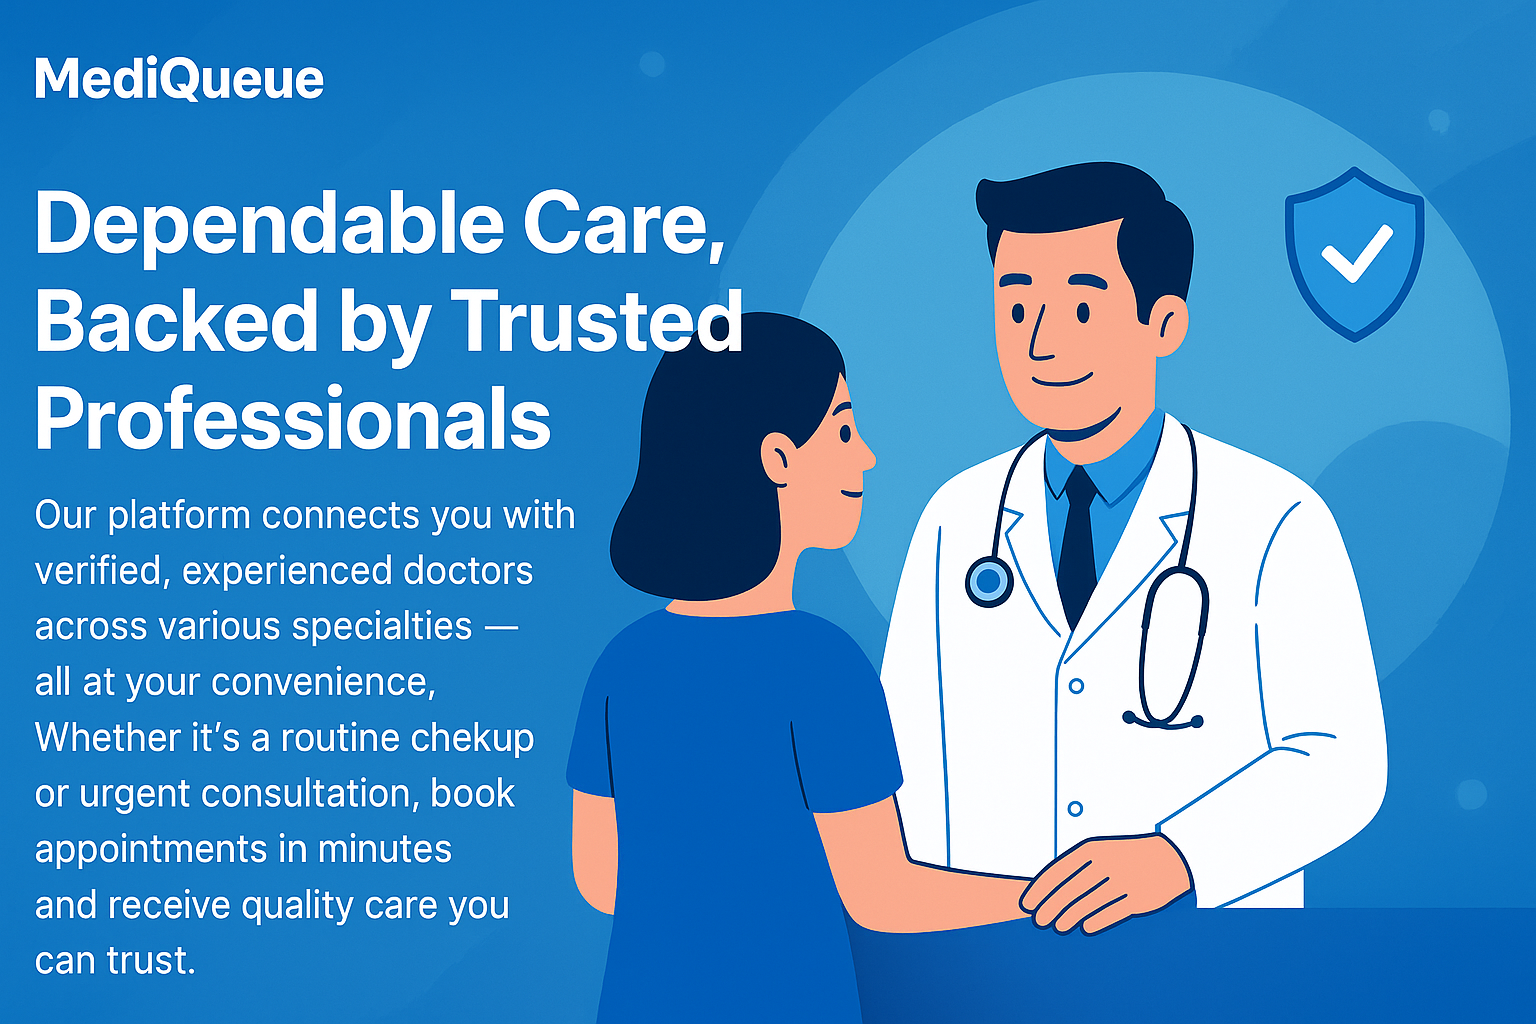 MediQueue
Dependable Care,
Backed by Trusted
Professionals
Our platform connects you with
verified, experienced doctors
across various specialties —
all at your convenience,
Whether it’s a routine chekup
or urgent consultation, book
appointments in minutes
and receive quality care you
can trust.